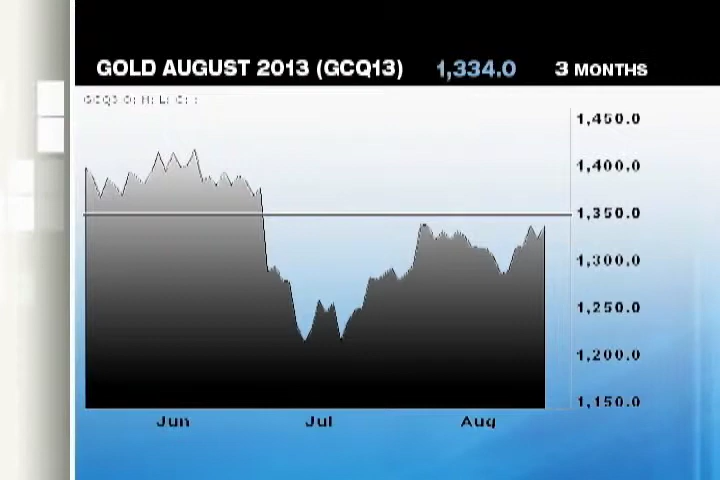 GOLD AUGUST 2013 (GCQ13) 1,334.0 3 MONTHS
GCQ3 O: H: L: C: :
1,450.0
1,400.0
1,350.0
1,300.0
1,250.0
1,200.0
1,150.0
Jun Jul Aug